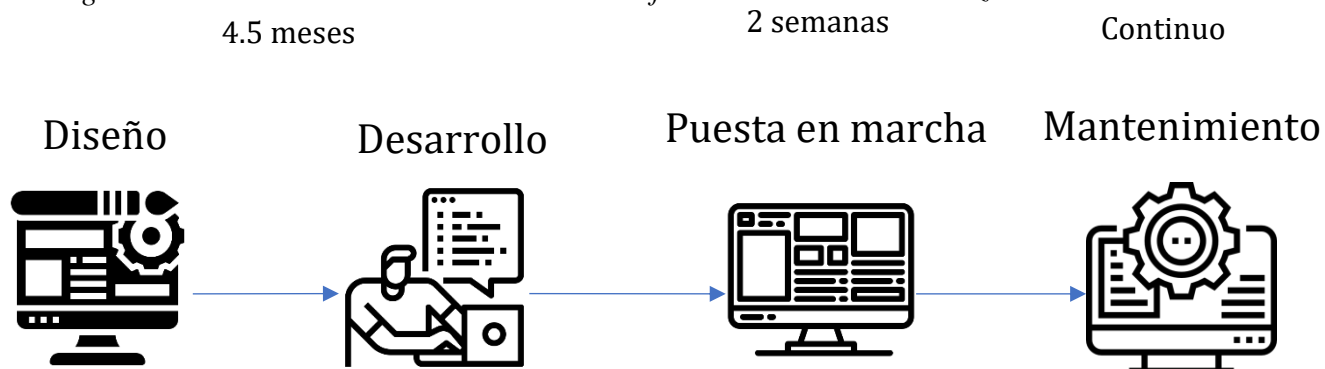 4.5 meses
2 semanas
Continuo
Diseño
Desarrollo
Puesta en marcha
Mantenimiento